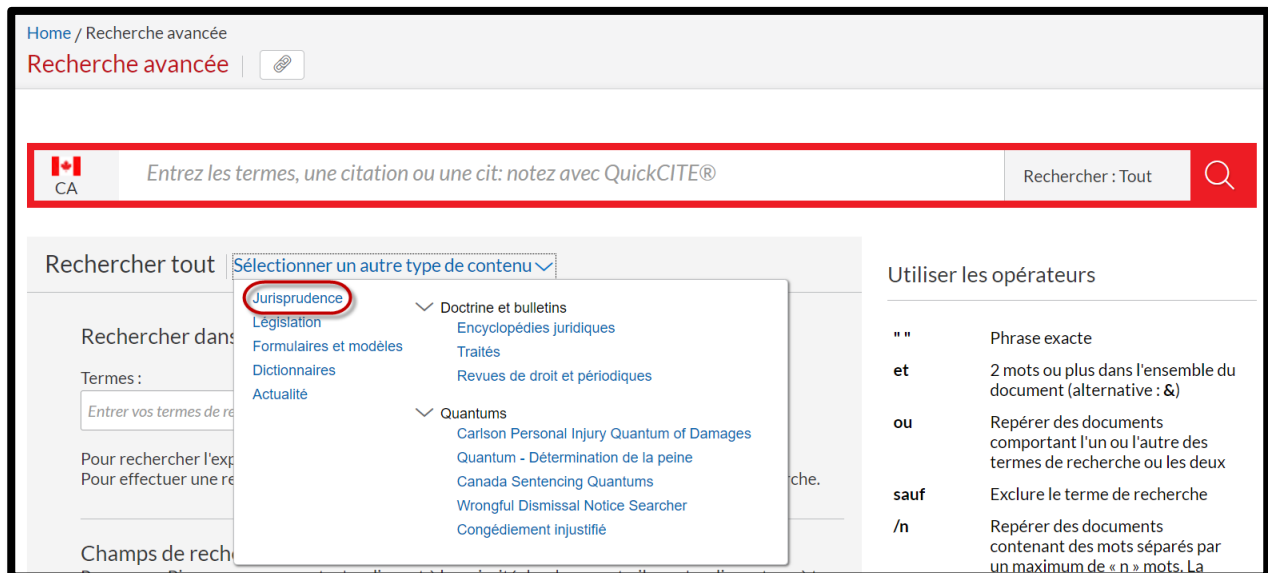 Home / Recherche avancée
Recherche avancée
CA
Entrez les termes, une citation ou une cit: notez avec QuickCITE®
Rechercher : Tout
Rechercher tout
Sélectionner un autre type de contenu
Jurisprudence
Législation
Formulaires et modèles
Dictionnaires
Actualité
Doctrine et bulletins
Encyclopédies juridiques
Traités
Revues de droit et périodiques
Quantums
Carlson Personal Injury Quantum of Damages
Quantum - Détermination de la peine
Canada Sentencing Quantums
Wrongful Dismissal Notice Searcher
Congédiement injustifié
Rechercher dans
Termes :
Entrer vos termes de re
Pour rechercher l'exp
Pour effectuer une re
che.
Champs de rech
Utiliser les opérateurs
" " Phrase exacte
et 2 mots ou plus dans l'ensemble du
document (alternative : &)
ou Repérer des documents
comportant l'un ou l'autre des
termes de recherche ou les deux
sauf Exclure le terme de recherche
/n Repérer des documents
contenant des mots séparés par
un maximum de « n » mots. La